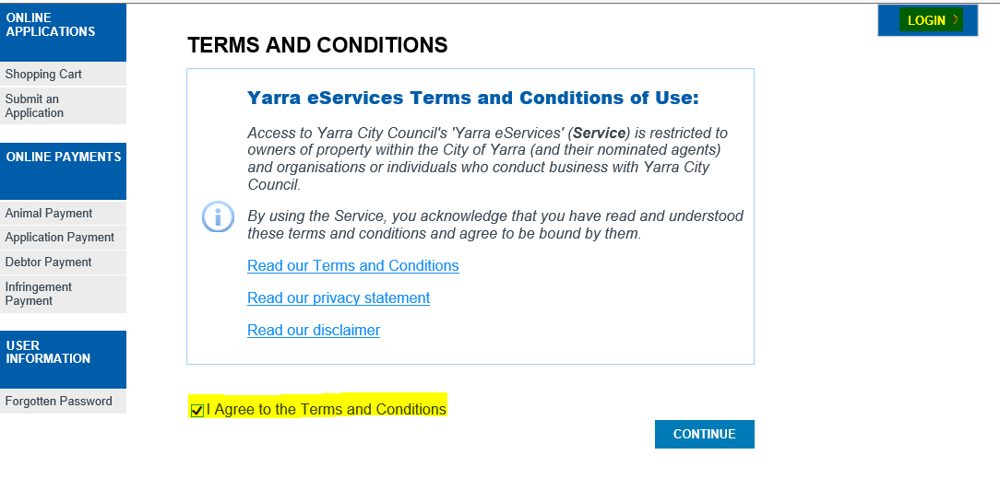 ONLINE
APPLICATIONS
Shopping Cart
Submit an
Application
ONLINE PAYMENTS
Animal Payment
Application Payment
Debtor Payment
Infringement
Payment
USER
INFORMATION
Forgotten Password
LOGIN
TERMS AND CONDITIONS
Yarra eServices Terms and Conditions of Use:
Access to Yarra City Council's 'Yarra eServices' (Service) is restricted to
owners of property within the City of Yarra (and their nominated agents)
and organisations or individuals who conduct business with Yarra City
Council.
By using the Service, you acknowledge that you have read and understood
these terms and conditions and agree to be bound by them.
Read our Terms and Conditions
Read our privacy statement
Read our disclaimer
I Agree to the Terms and Conditions
CONTINUE